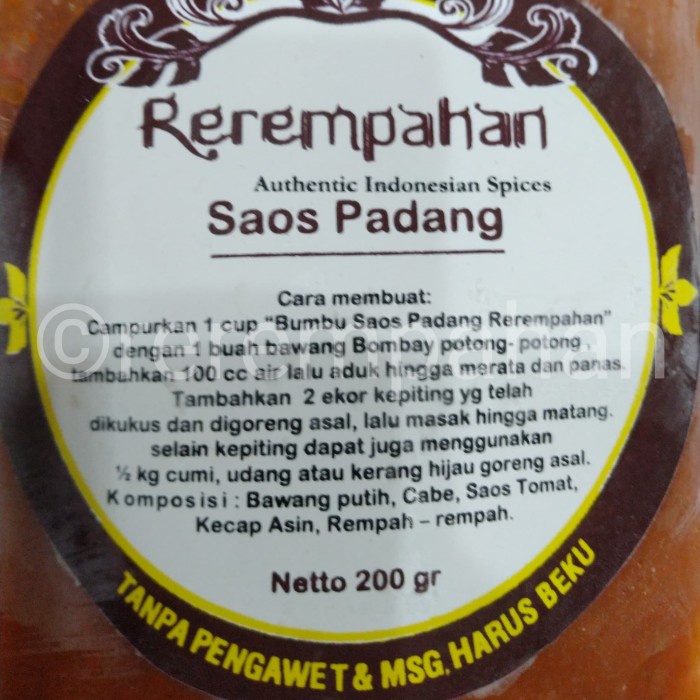 Rerempahan
Authentic Indonesian Spices
Saos Padang
Cara membuat:
Campurkan 1 cup “Bumbu Saos Padang Rerempahan”
dengan 1 buah bawang Bombay potong- potong ,
tambahkan 100 cc air lalu aduk hingga merata dan panas.
Tambahkan 2 ekor kepiting yg telah
dikukus dan digoreng asal, lalu masak hingga matang.
selain kepiting dapat juga menggunakan
½ kg cumi, udang atau kerang hijau goreng asal.
Komposisi : Bawang putih, Cabe, Saos Tomat,
Kecap Asin, Rempah – rempah.
Netto 200 gr
TANPA PENGAWET & MSG, HARUS BEKU
©rerempahan